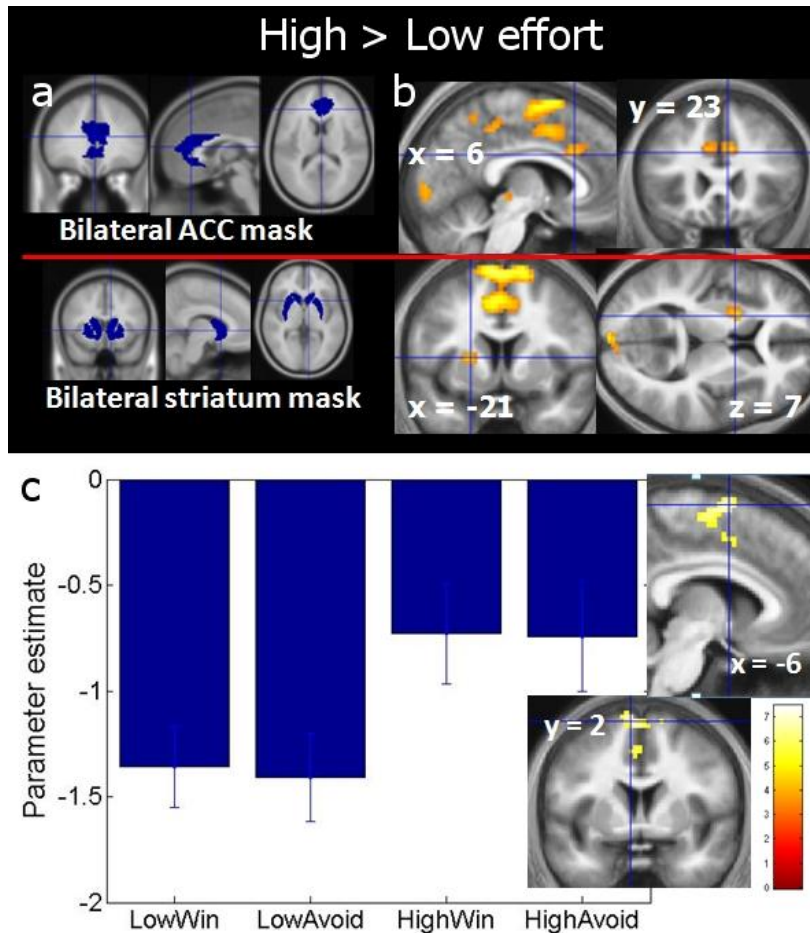 High > Low effort
a
b
x = 6
y = 23
Bilateral ACC mask
Bilateral striatum mask
x = -21
z = 7
c
0
-0.5
-1
-1.5
-2
Parameter estimate
LowWin
LowAvoid
HighWin
HighAvoid
x = -6
y = 2
7
6
5
4
3
2
1
0